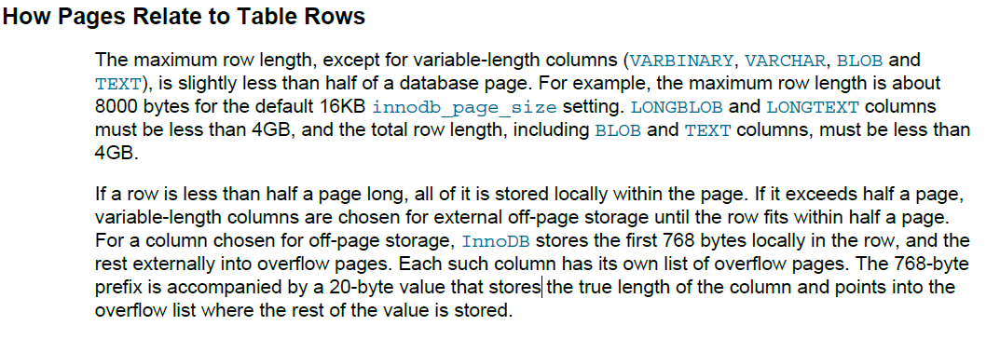 How Pages Relate to Table Rows
The maximum row length, except for variable-length columns (VARBINARY, VARCHAR, BLOB and
TEXT), is slightly less than half of a database page. For example, the maximum row length is about
8000 bytes for the default 16KB innodb_page_size setting. LONGBLOB and LONGTEXT columns
must be less than 4GB, and the total row length, including BLOB and TEXT columns, must be less than
4GB.
If a row is less than half a page long, all of it is stored locally within the page. If it exceeds half a page,
variable-length columns are chosen for external off-page storage until the row fits within half a page.
For a column chosen for off-page storage, InnoDB stores the first 768 bytes locally in the row, and the
rest externally into overflow pages. Each such column has its own list of overflow pages. The 768-byte
prefix is accompanied by a 20-byte value that stores the true length of the column and points into the
overflow list where the rest of the value is stored.